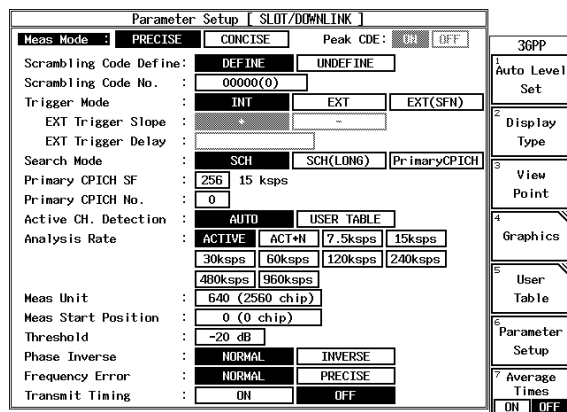 Parameter Setup [ SLOT/DOWNLINK ]
Meas Mode : PRECISE CONCISE Peak CDE: ON OFF
Scrambling Code Define: DEFINE UNDEFINE
Scrambling Code No. : 00000(0)
Trigger Mode : INT EXT EXT(SFN)
EXT Trigger Slope : + -
EXT Trigger Delay :
Search Mode : SCH SCH(LONG) PrimaryCPICH
Primary CPICH SF : 256 15 ksps
Primary CPICH No. : 0
Active CH. Detection : AUTO USER TABLE
Analysis Rate : ACTIVE ACT+N 7.5ksps 15ksps
30ksps 60ksps 120ksps 240ksps
480ksps 960ksps
Meas Unit : 640 (2560 chip)
Meas Start Position : 0 (0 chip)
Threshold : -20 dB
Phase Inverse : NORMAL INVERSE
Frequency Error : NORMAL PRECISE
Transmit Timing : ON OFF
3GPP
1 Auto Level
Set
2 Display
Type
3 View
Point
4 Graphics
5 User
Table
6 Parameter
Setup
7 Average
Times
ON OFF